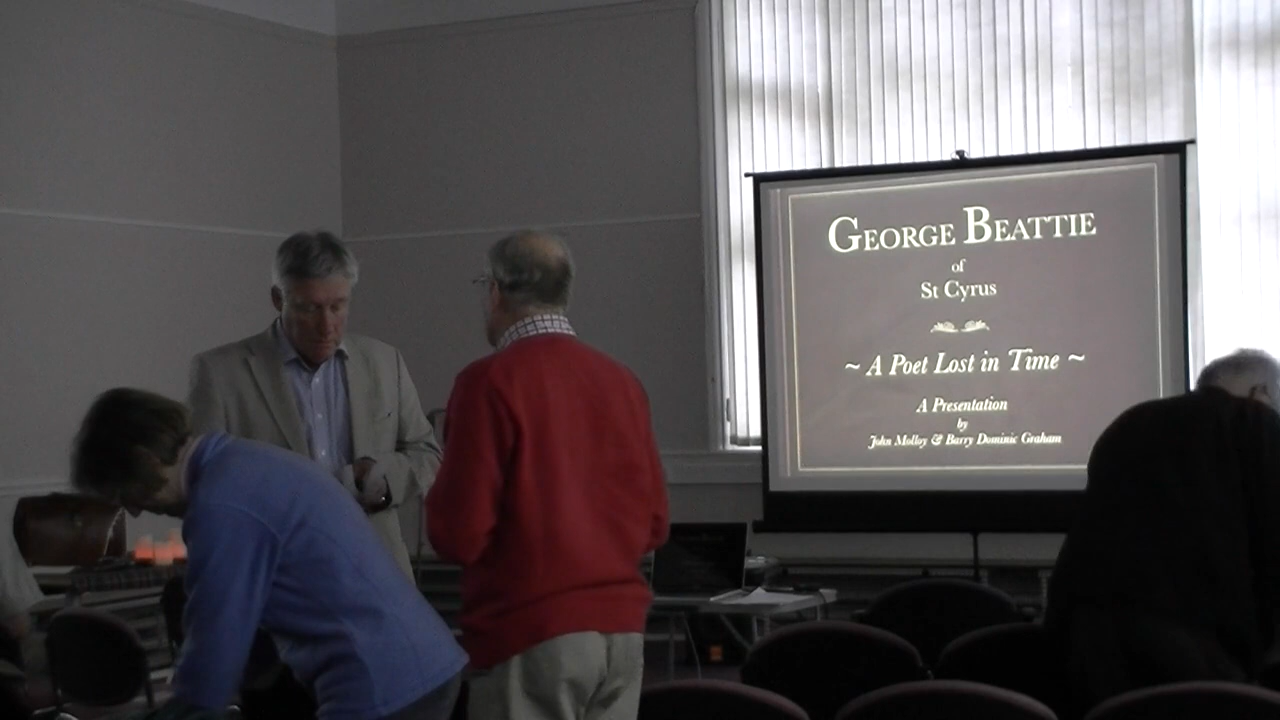 George Beattie
of
St Cyrus
~ A Poet Lost in Time ~
A Presentation
by
John Molloy & Barry Dominic Graham